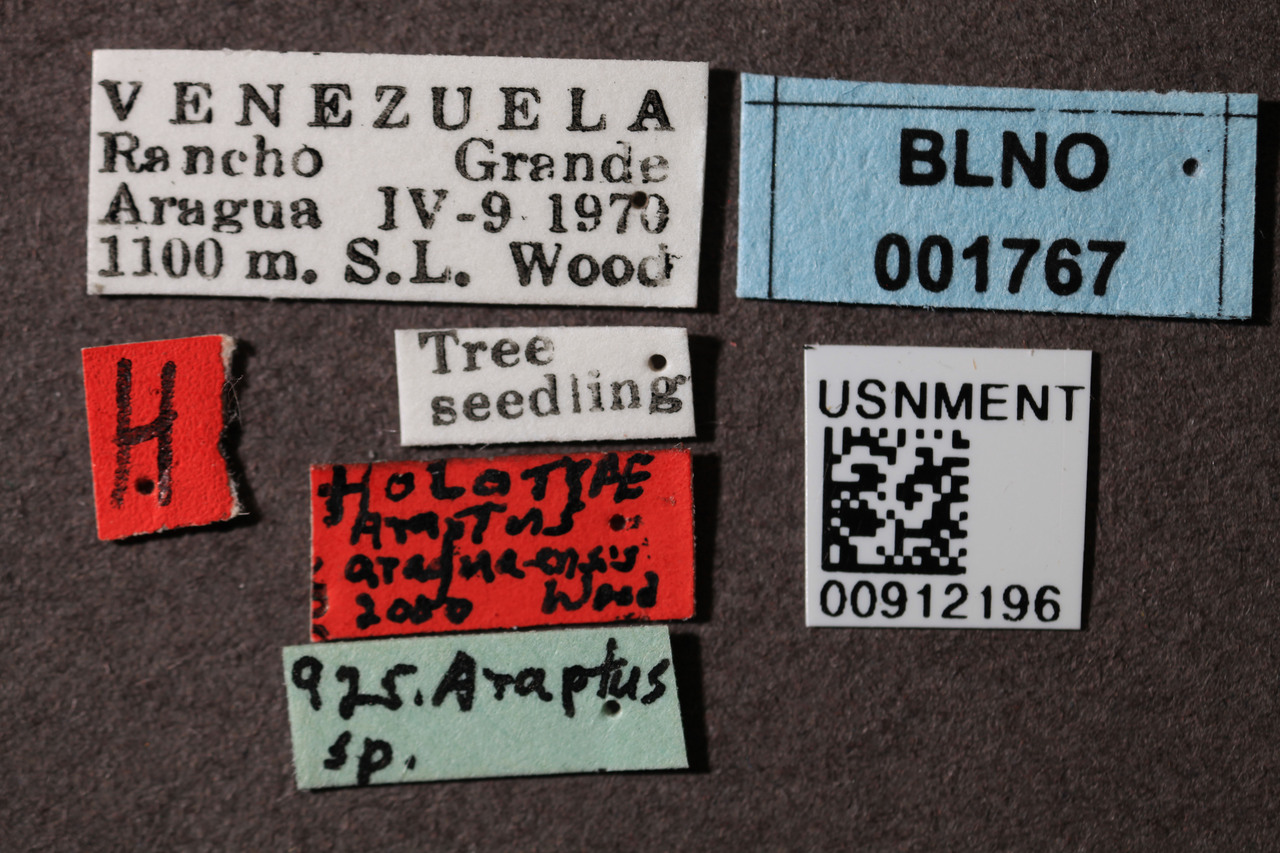 VENEZUELA
Rancho Grande
Aragua IV-9 1970
1100 m. S.L. Wood
BLNO
001767
H
Tree
seedling
USNMENT
00912196
HOLOTYPE
Araptus
araguaensis
2000 Wood
925. Araptus
sp.